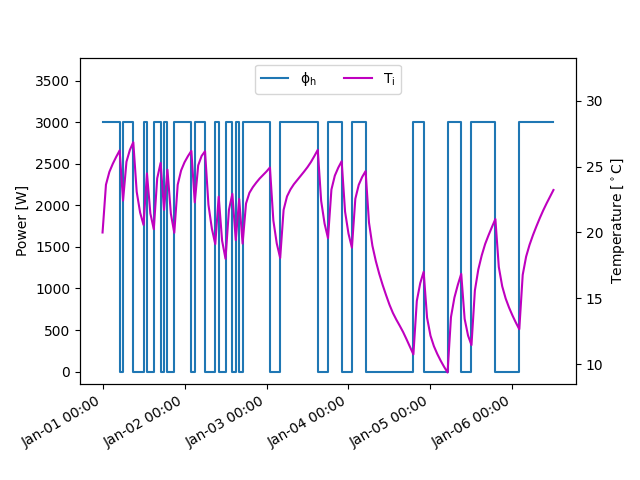 ϕh
Ti
3500
3000
2500
2000
1500
1000
500
0
Power [W]
30
25
20
15
10
Temperature [°C]
Jan-01 00:00
Jan-02 00:00
Jan-03 00:00
Jan-04 00:00
Jan-05 00:00
Jan-06 00:00